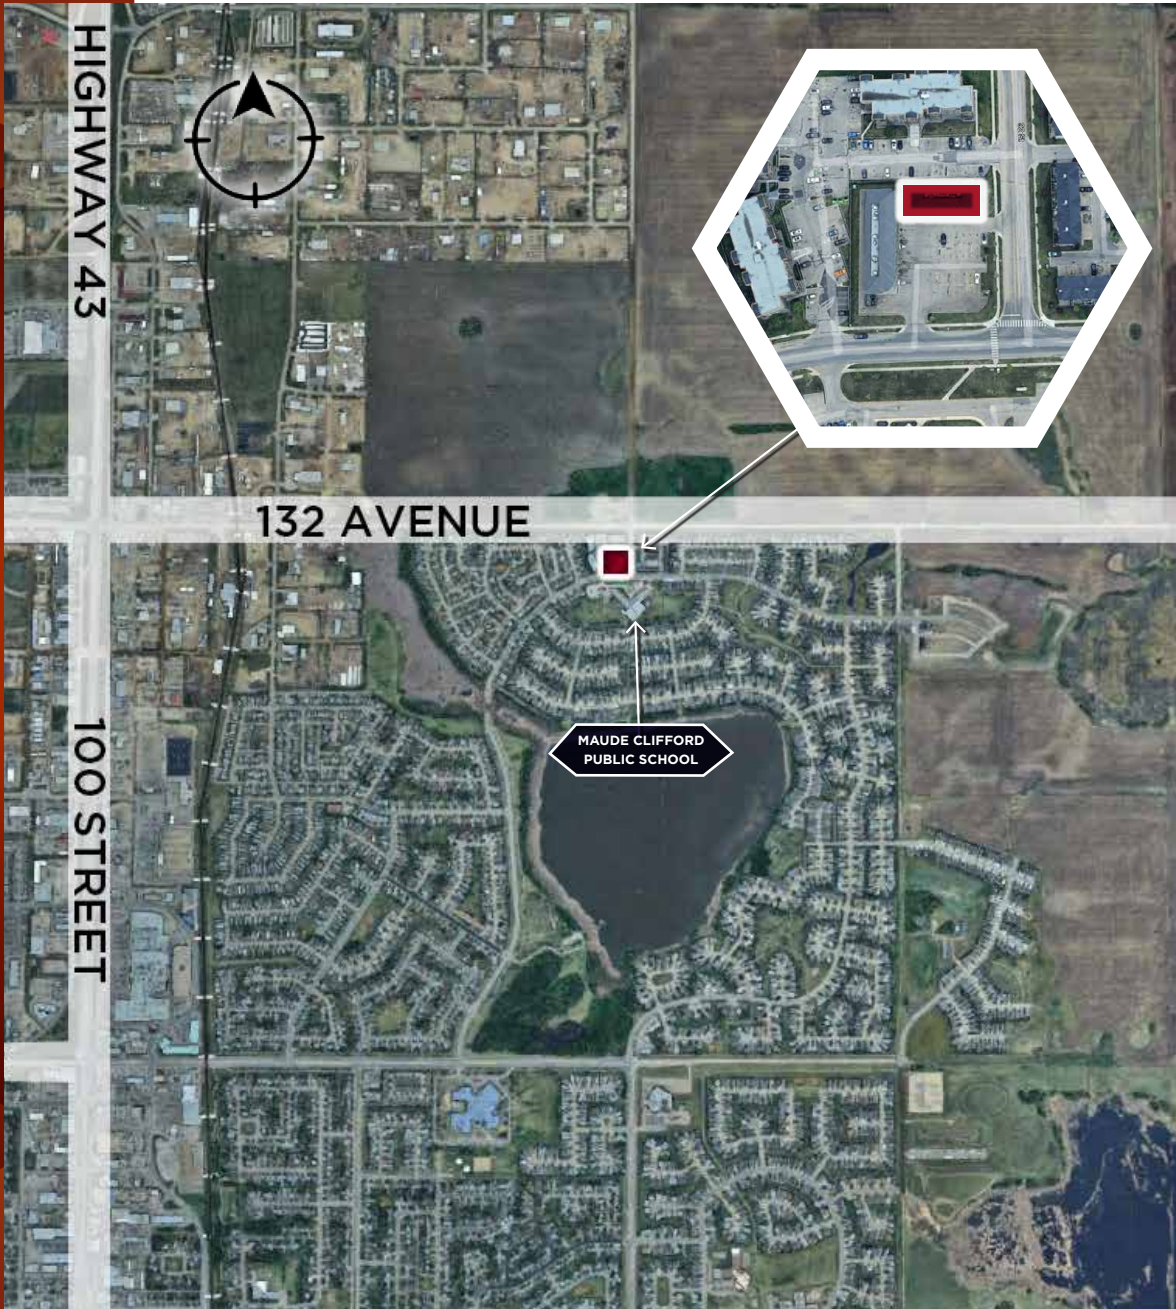 HIGHWAY 43
132 AVENUE
MAUDE CLIFFORD
PUBLIC SCHOOL
100 STREET